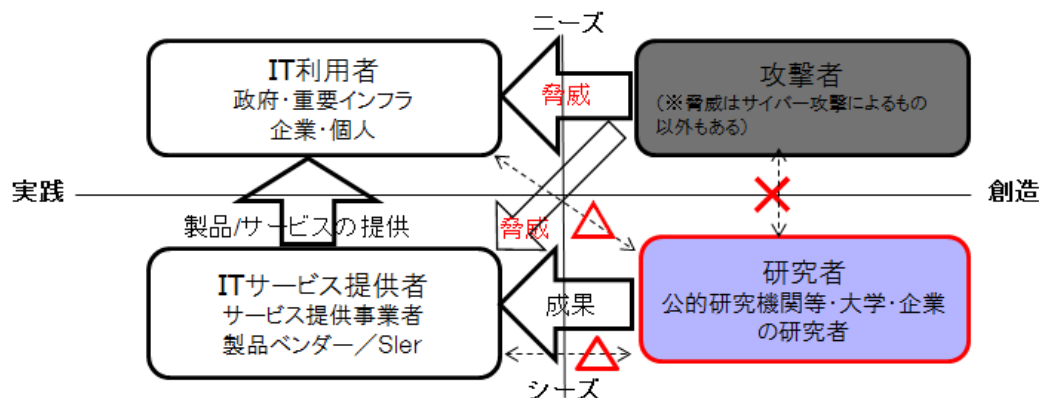 ニーズ
IT利用者
政府・重要インフラ
企業・個人
脅威
攻撃者
(※脅威はサイバー攻撃によるもの
以外もある)
実践
創造
製品/サービスの提供
脅威
ITサービス提供者
サービス提供事業者
製品ベンダー／SIer
成果
研究者
公的研究機関等・大学・企業
の研究者
シーズ